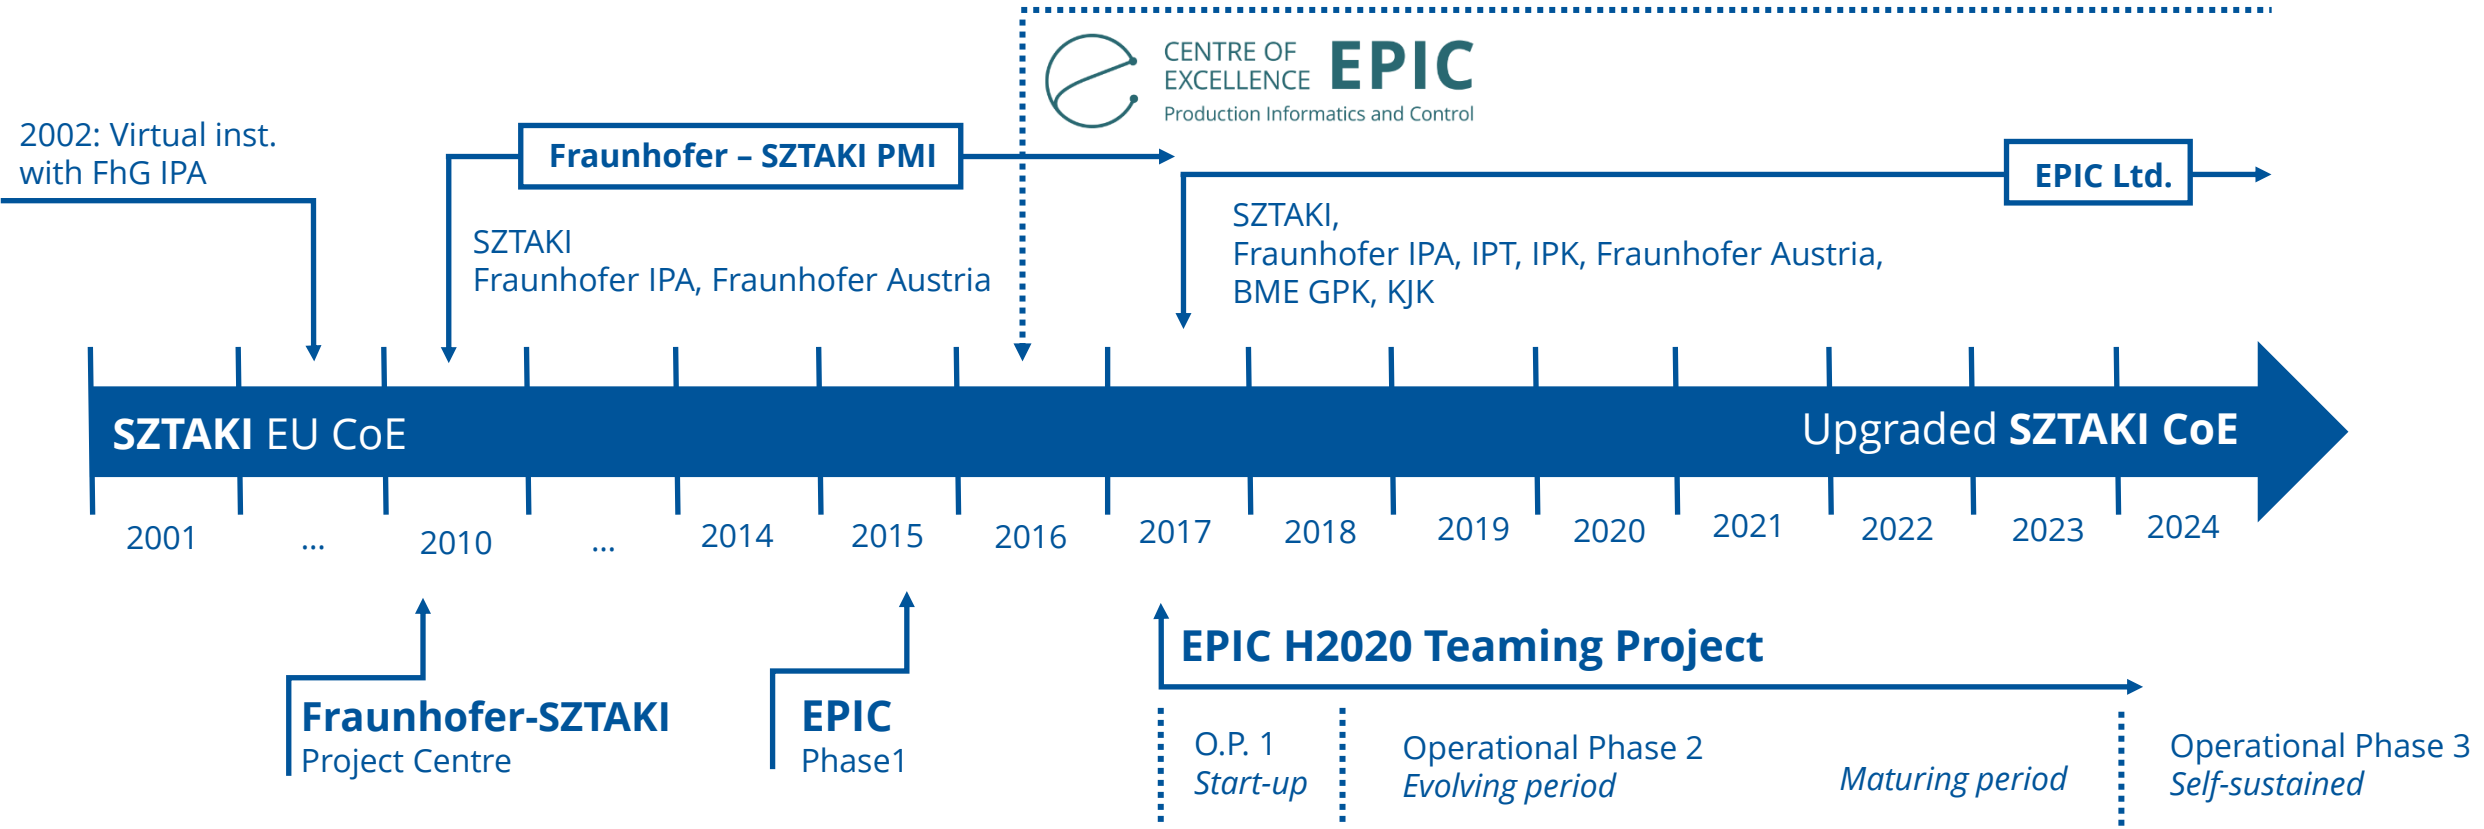 CENTRE OF
EXCELLENCE
EPIC
Production Informatics and Control
2002: Virtual inst.
with FhG IPA
Fraunhofer – SZTAKI PMI
EPIC Ltd.
SZTAKI
Fraunhofer IPA, Fraunhofer Austria
SZTAKI,
Fraunhofer IPA, IPT, IPK, Fraunhofer Austria,
BME GPK, KJK
SZTAKI EU CoE
Upgraded SZTAKI CoE
2001
...
2010
...
2014
2015
2016
2017
2018
2019
2020
2021
2022
2023
2024
Fraunhofer-SZTAKI
Project Centre
EPIC
Phase1
EPIC H2020 Teaming Project
O.P. 1
Start-up
Operational Phase 2
Evolving period
Maturing period
Operational Phase 3
Self-sustained